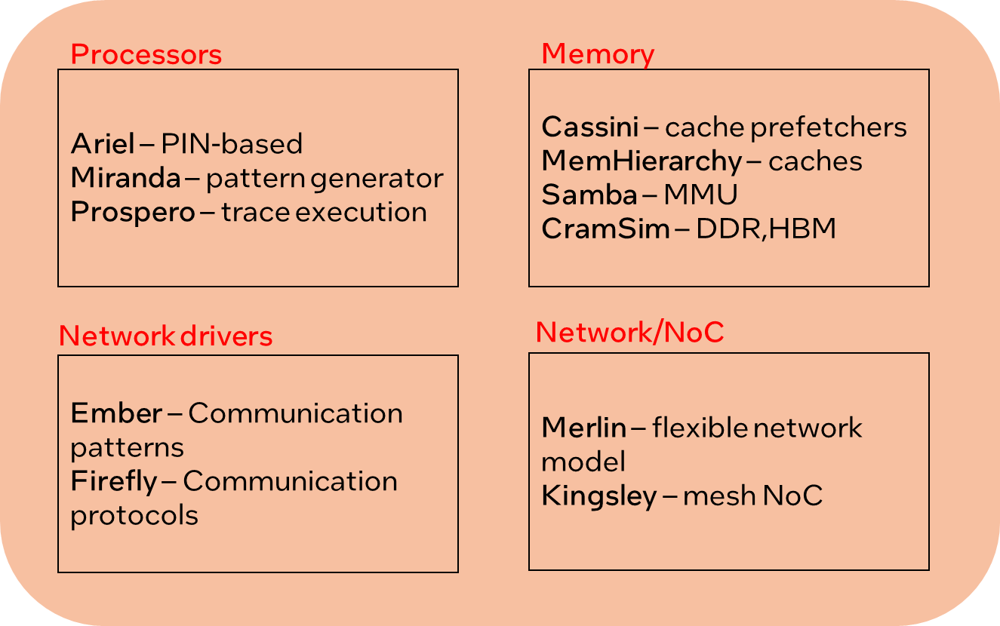 Processors
Ariel – PIN-based
Miranda – pattern generator
Prospero – trace execution
Memory
Cassini – cache prefetchers
MemHierarchy – caches
Samba – MMU
CramSim – DDR,HBM
Network drivers
Ember – Communication
patterns
Firefly – Communication
protocols
Network/NoC
Merlin – flexible network
model
Kingsley – mesh NoC